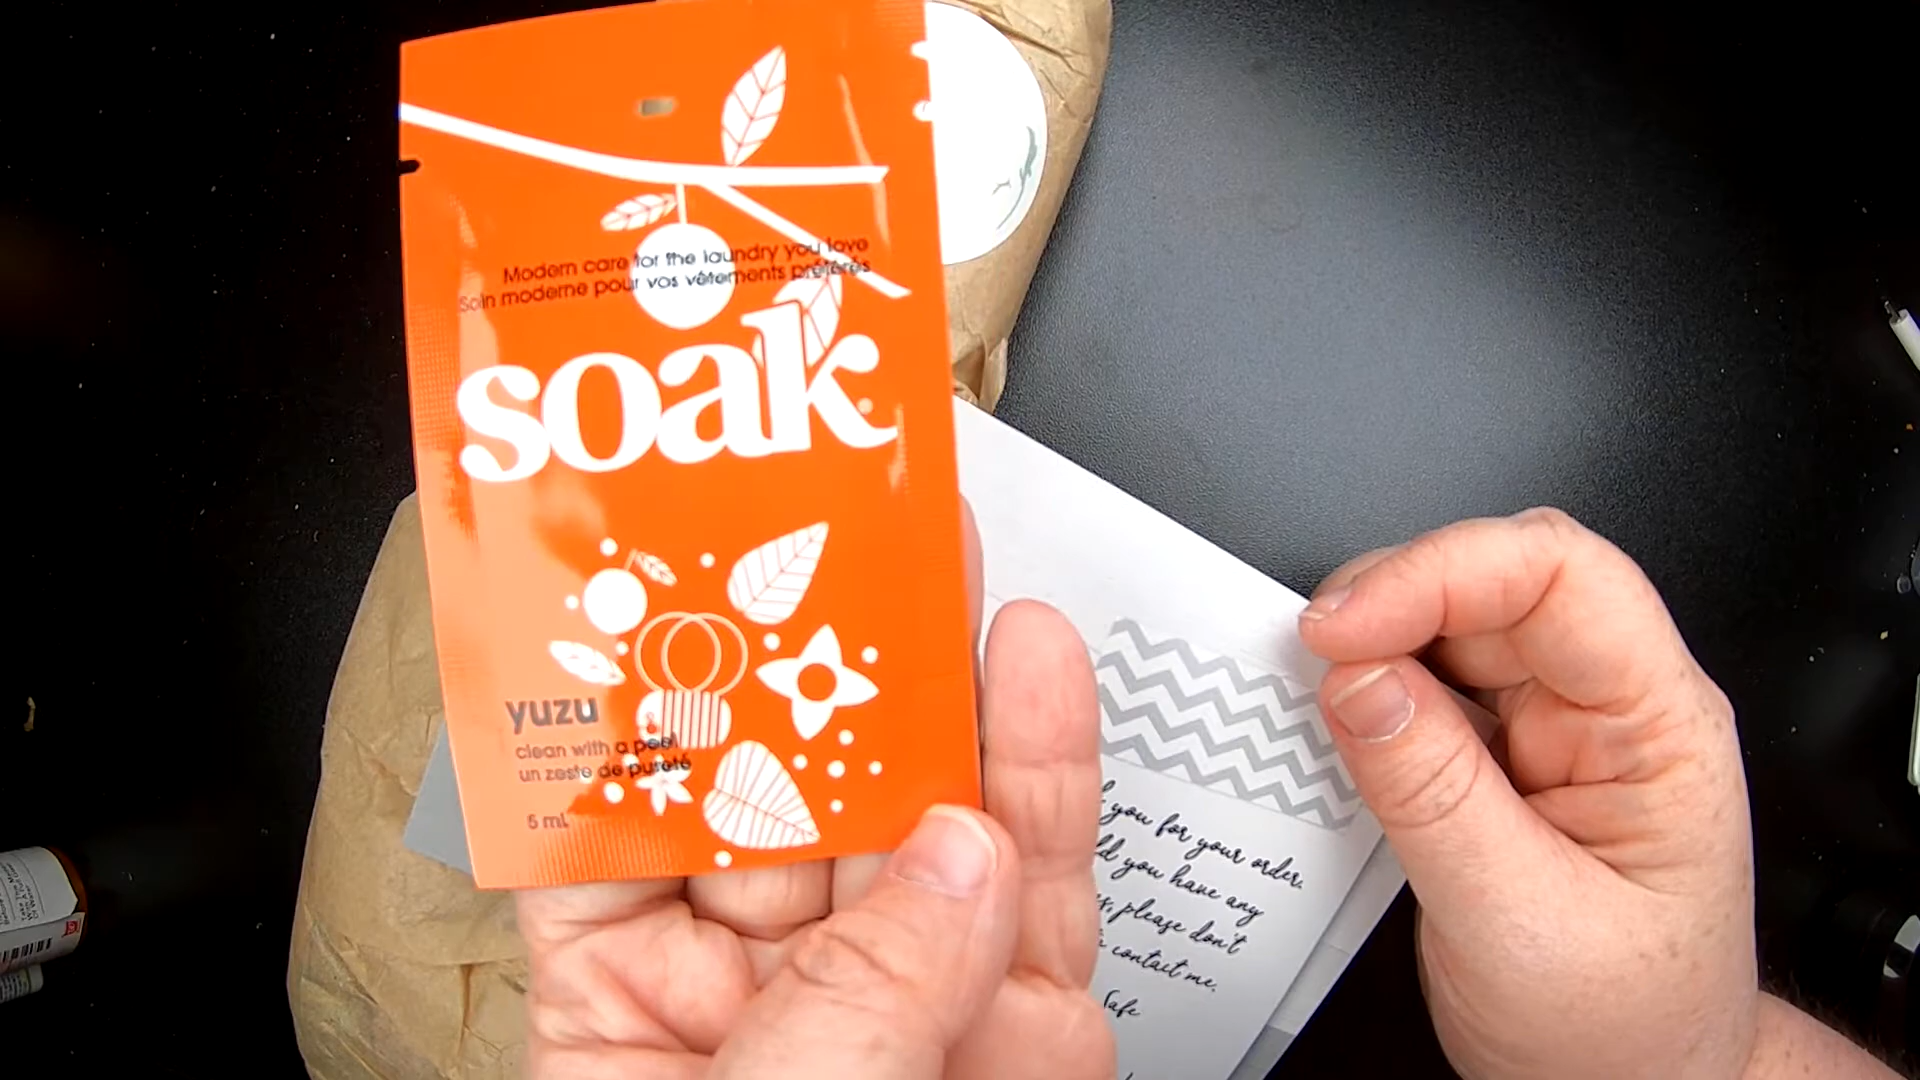 Modern care for the laundry you love
Soin moderne pour vos vêtements préférés
soak
yuzu
clean with a peel
un zeste de pureté
5 mL
you for your order.
you have any
please don't
contact me.
Safe